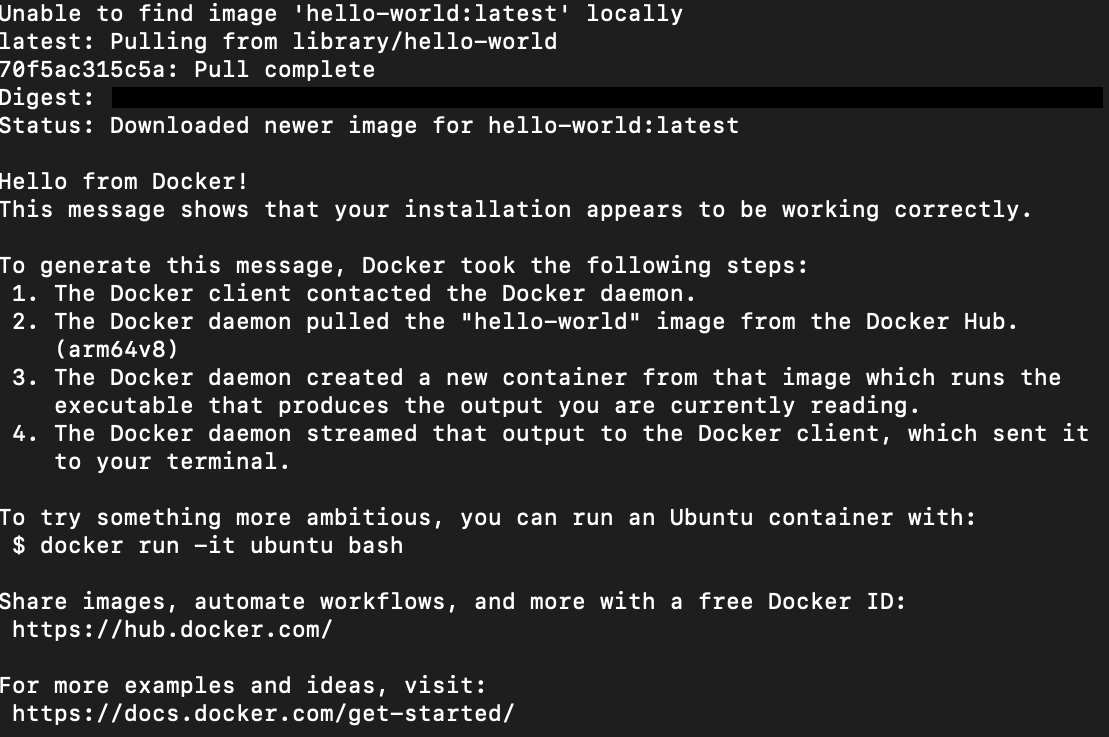 Unable to find image 'hello-world:latest' locally
latest: Pulling from library/hello-world
70f5ac315c5a: Pull complete
Digest:
Status: Downloaded newer image for hello-world:latest
Hello from Docker!
This message shows that your installation appears to be working correctly.
To generate this message, Docker took the following steps:
1. The Docker client contacted the Docker daemon.
2. The Docker daemon pulled the "hello-world" image from the Docker Hub.
(arm64v8)
3. The Docker daemon created a new container from that image which runs the
executable that produces the output you are currently reading.
4. The Docker daemon streamed that output to the Docker client, which sent it
to your terminal.
To try something more ambitious, you can run an Ubuntu container with:
$ docker run -it ubuntu bash
Share images, automate workflows, and more with a free Docker ID:
https://hub.docker.com/
For more examples and ideas, visit:
https://docs.docker.com/get-started/